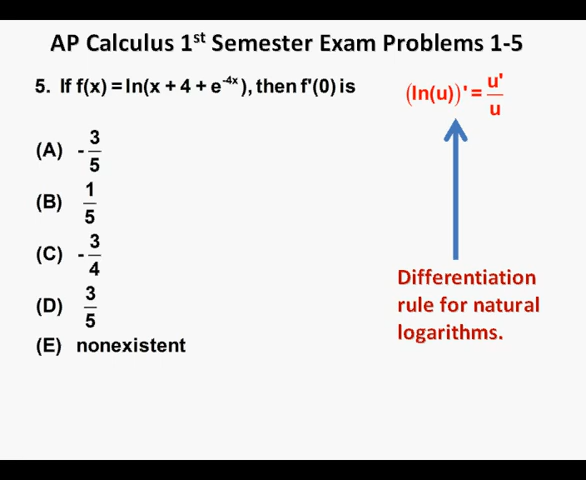 AP Calculus 1st Semester Exam Problems 1-5
5. If f(x) = ln(x + 4 + e^-4x), then f'(0) is
(ln(u))' = u'/u
(A) -3/5
(B) 1/5
(C) -3/4
(D) 3/5
(E) nonexistent
Differentiation
rule for natural
logarithms.